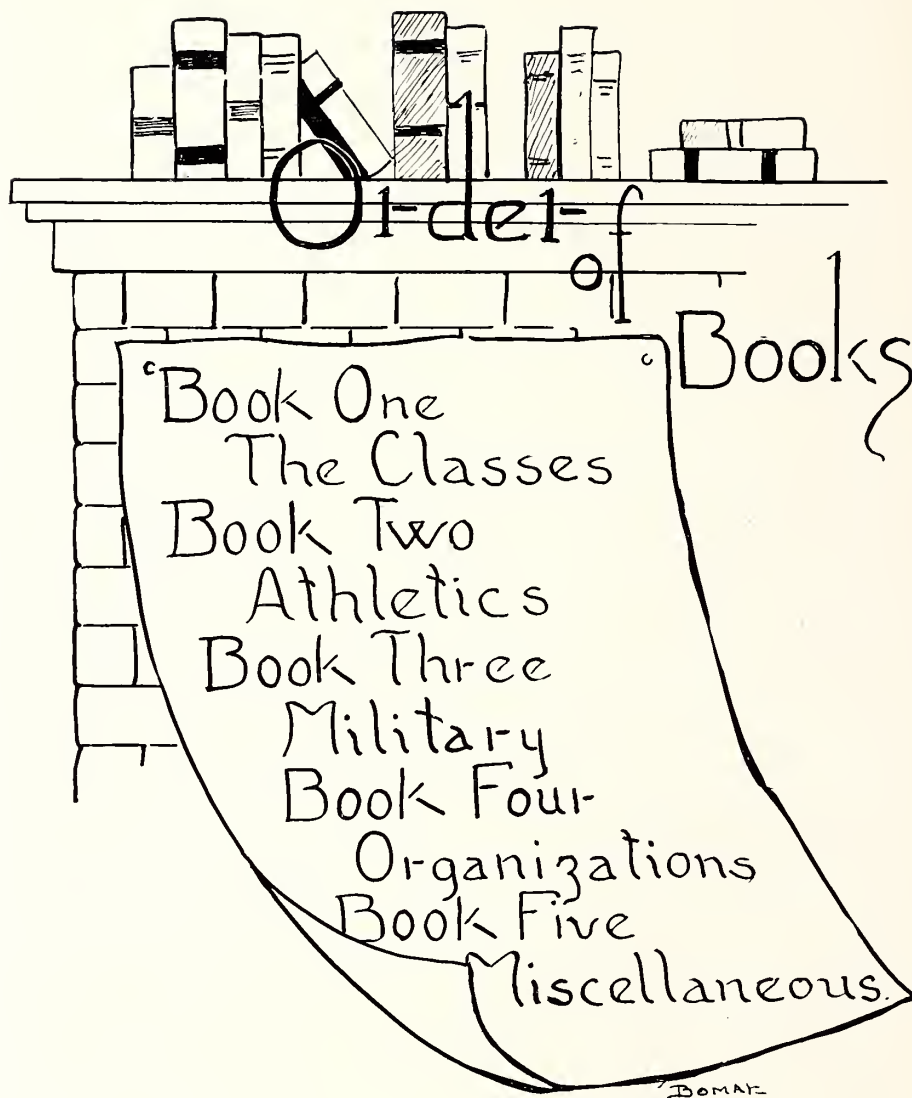 Order
of
Books
Book One
The Classes
Book Two
Athletics
Book Three
Military
Book Four
Organizations
Book Five
Miscellaneous.